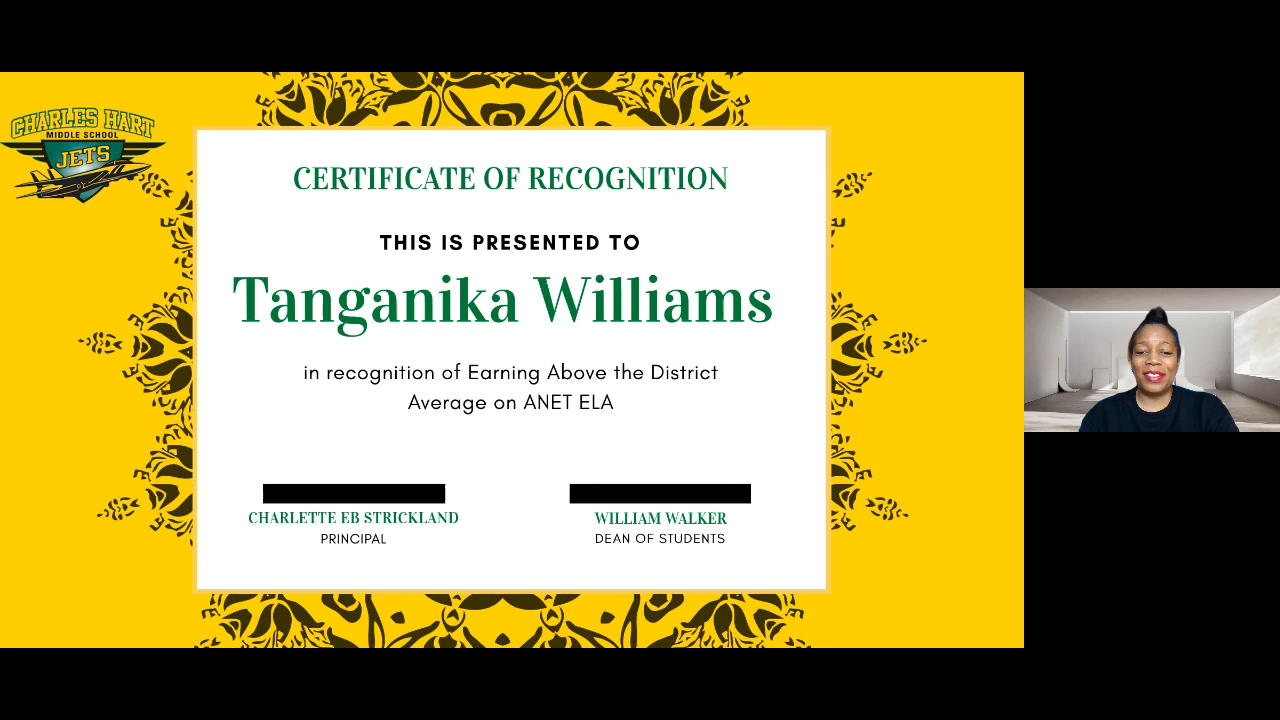 CHARLES HART
MIDDLE SCHOOL
JETS
CERTIFICATE OF RECOGNITION
THIS IS PRESENTED TO
Tanganika Williams
in recognition of Earning Above the District
Average on ANET ELA
CHARLETTE EB STRICKLAND
PRINCIPAL
WILLIAM WALKER
DEAN OF STUDENTS